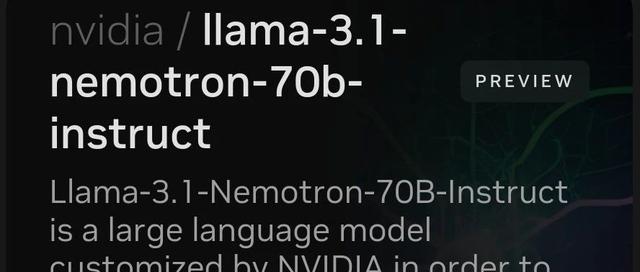 nvidia / llama-3.1-
nemotron-70b-
instruct
PREVIEW
Llama-3.1-Nemotron-70B-Instruct
is a large language model
customized by NVIDIA in order to